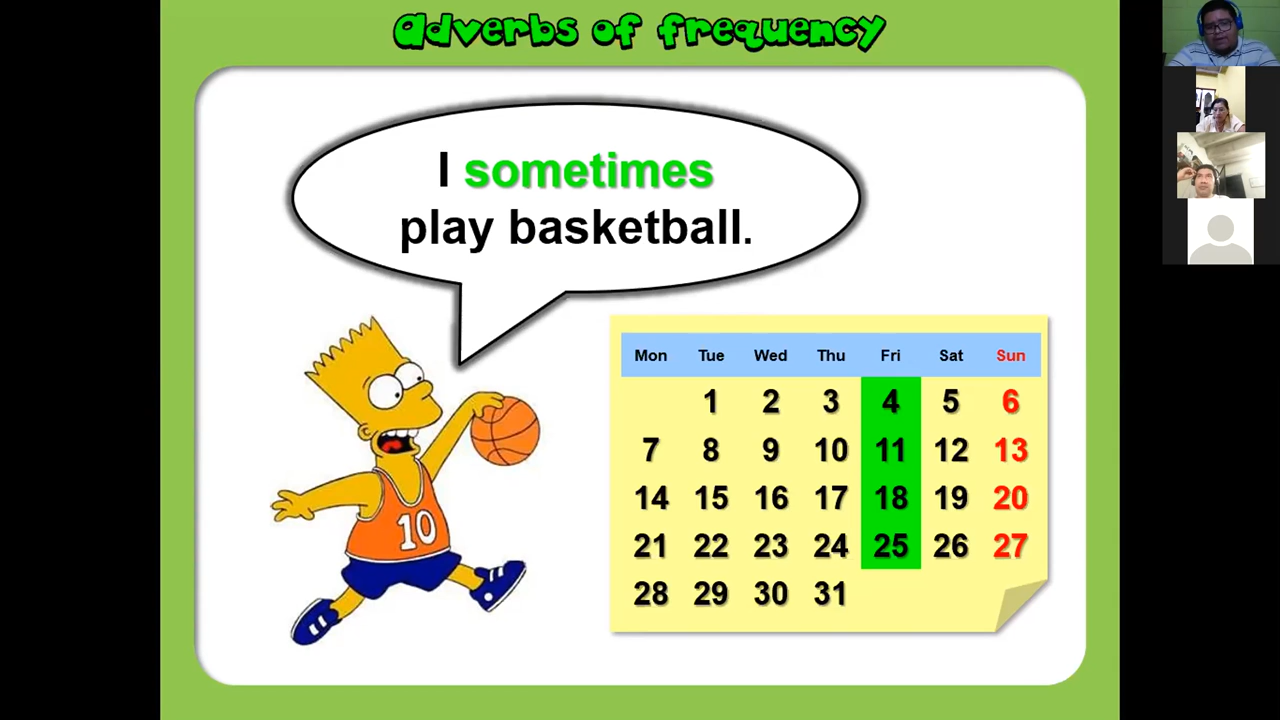 Adverbs of frequency
I sometimes
play basketball.
Mon Tue Wed Thu Fri Sat Sun
1 2 3 4 5 6
7 8 9 10 11 12 13
14 15 16 17 18 19 20
21 22 23 24 25 26 27
28 29 30 31
10